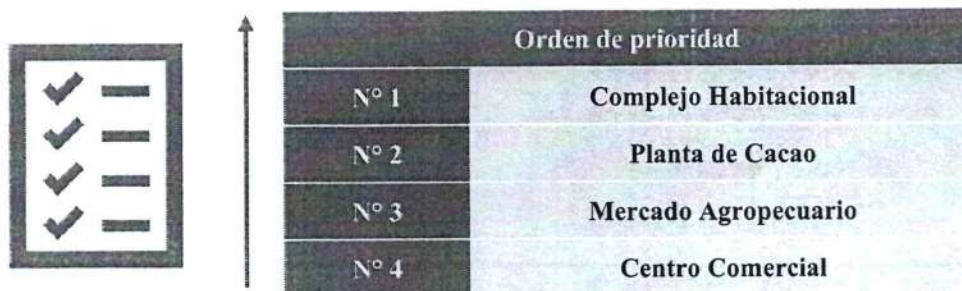 Orden de prioridad
N° 1 Complejo Habitacional
N° 2 Planta de Cacao
N° 3 Mercado Agropecuario
N° 4 Centro Comercial